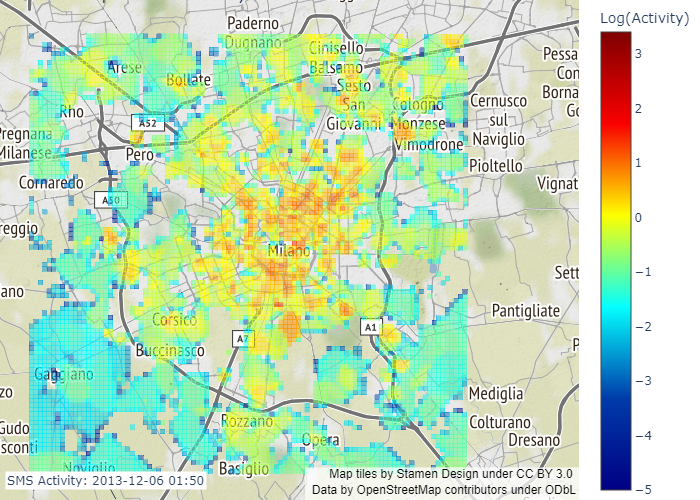 Log(Activity)
Paderno
Dugnano
Cinisello
Balsamo
Arese
Bollate
Sesto
San
Giovanni
Cologno
Monzese
Vimodrone
Cernusco
sul
Naviglio
Pessa
Con
Borna
Go
Rho
A52
Pregnana
Milanese
Pero
Pioltello
Cornaredo
A50
Vignat
reggio
Milano
Sett
ano
Pantigliate
Corsico
A7
A1
Buccinasco
P
Gaggiano
zo
Mediglia
Rozzano
Colturano
Gudo
sconti
Opera
Dresano
Noviglio
Basiglio
3
2
1
0
−1
−2
−3
−4
−5
SMS Activity: 2013-12-06 01:50
Map tiles by Stamen Design under CC BY 3.0
Data by OpenStreetMap contributors under ODbL